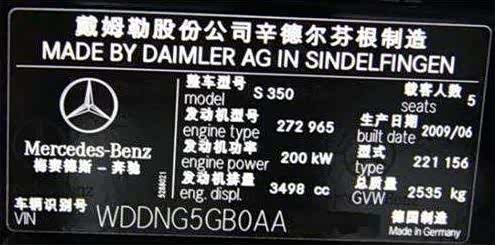 戴姆勒股份公司辛德尔芬根制造
MADE BY DAIMLER AG IN SINDELFINGEN
整车型号 model S 350 载客人数 seats 5
发动机型号 engine type 272 965 生产日期 built date 2009/06
发动机功率 engine power 200 kW 型式 type 221 156
发动机排量 eng. displ. 3498 cc 总质量 GVW 2535 kg
Mercedes-Benz
梅赛德斯-奔驰
车辆识别号 VIN WDDNG5GB0AA
德国制造
Made in Germany